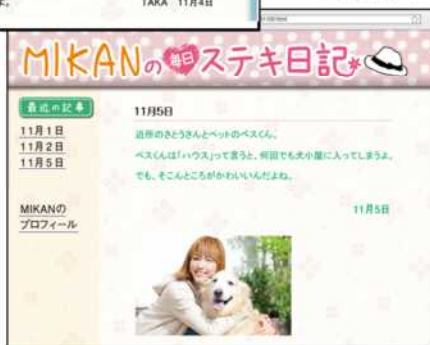 TAKA 11月4日
MIKANの毎日ステキ日記
最近の記事
11月1日
11月2日
11月5日
MIKANの
プロフィール
11月5日
近所のさとうさんとペットのベスくん。
ベスくんは「ハウス」って言うと、何回でも犬小屋に入ってしまうよ。
でも、そこんところがかわいいんだよね。
11月5日